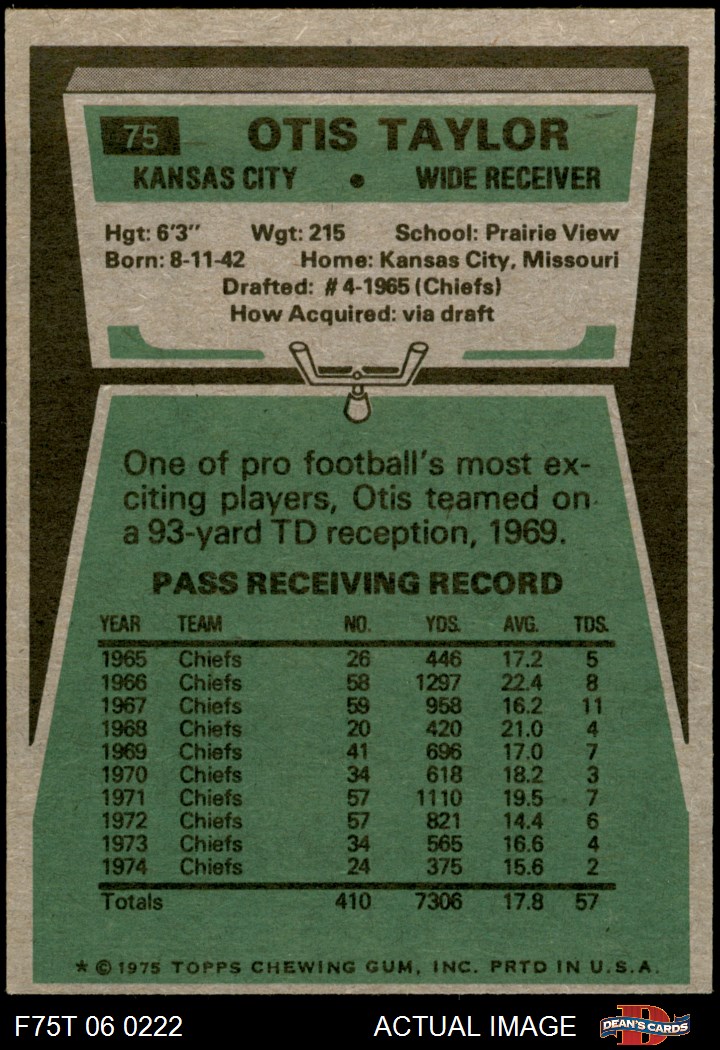 75 OTIS TAYLOR
KANSAS CITY • WIDE RECEIVER
Hgt: 6'3" Wgt: 215 School: Prairie View
Born: 8-11-42 Home: Kansas City, Missouri
Drafted: #4-1965 (Chiefs)
How Acquired: via draft
One of pro football's most ex-
citing players, Otis teamed on
a 93-yard TD reception, 1969.
PASS RECEIVING RECORD
YEAR TEAM NO. YDS. AVG. TDS.
1965 Chiefs 26 446 17.2 5
1966 Chiefs 58 1297 22.4 8
1967 Chiefs 59 958 16.2 11
1968 Chiefs 20 420 21.0 4
1969 Chiefs 41 696 17.0 7
1970 Chiefs 34 618 18.2 3
1971 Chiefs 57 1110 19.5 7
1972 Chiefs 57 821 14.4 6
1973 Chiefs 34 565 16.6 4
1974 Chiefs 24 375 15.6 2
Totals 410 7306 17.8 57
* © 1975 TOPPS CHEWING GUM, INC. PRTD IN U.S.A.
F75T 06 0222 ACTUAL IMAGE D DEAN'S CARDS